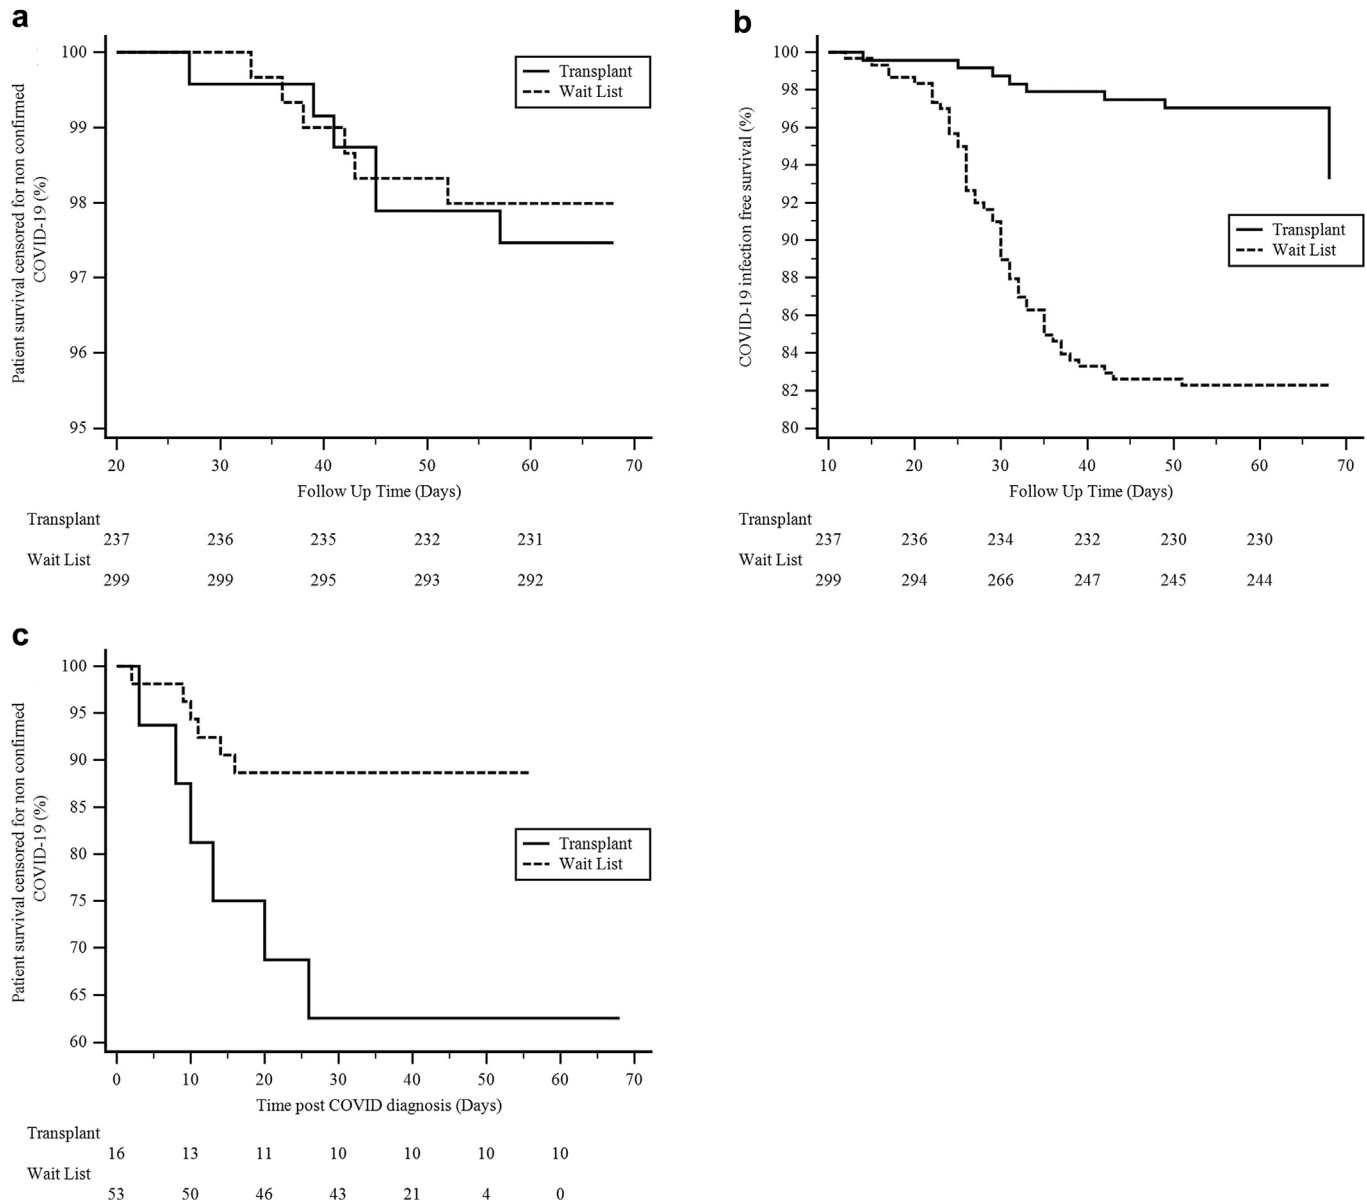 a
Patient survival censored for non confirmed
COVID-19 (%)
100
99
98
97
96
95
Transplant
Wait List
20 30 40 50 60 70
Follow Up Time (Days)
Transplant
237 236 235 232 231
Wait List
299 299 295 293 292
b
COVID-19 infection free survival (%)
100
98
96
94
92
90
88
86
84
82
80
Transplant
Wait List
10 20 30 40 50 60 70
Follow Up Time (Days)
Transplant
237 236 234 232 230 230
Wait List
299 294 266 247 245 244
c
Patient survival censored for non confirmed
COVID-19 (%)
100
95
90
85
80
75
70
65
60
Transplant
Wait List
0 10 20 30 40 50 60 70
Time post COVID diagnosis (Days)
Transplant
16 13 11 10 10 10 10
Wait List
53 50 46 43 21 4 0